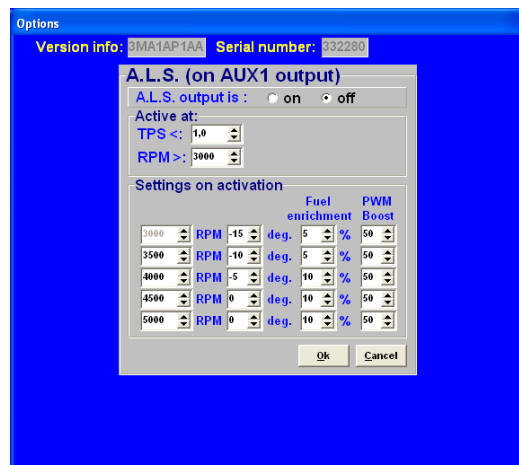 Options
Version info: 3MA1AP1AA Serial number: 332280
A.L.S. (on AUX1 output)
A.L.S. output is : on off
Active at:
TPS <: 1,0
RPM >: 3000
Settings on activation
Fuel PWM
enrichment Boost
3000 RPM -15 deg. 5 % 50
3500 RPM -10 deg. 5 % 50
4000 RPM -5 deg. 10 % 50
4500 RPM 0 deg. 10 % 50
5000 RPM 0 deg. 10 % 50
Ok Cancel